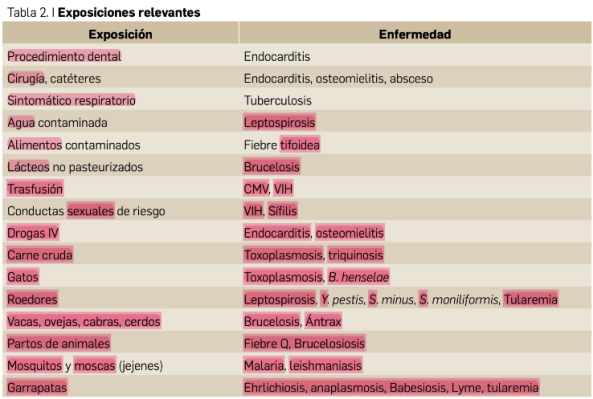 Tabla 2. | Exposiciones relevantes
Exposición Enfermedad
Procedimiento dental Endocarditis
Cirugía, catéteres Endocarditis, osteomielitis, absceso
Sintomático respiratorio Tuberculosis
Agua contaminada Leptospirosis
Alimentos contaminados Fiebre tifoidea
Lácteos no pasteurizados Brucelosis
Trasfusión CMV, VIH
Conductas sexuales de riesgo VIH, Sífilis
Drogas IV Endocarditis, osteomielitis
Carne cruda Toxoplasmosis, triquinosis
Gatos Toxoplasmosis, B. henselae
Roedores Leptospirosis, Y. pestis, S. minus, S. moniliformis, Tularemia
Vacas, ovejas, cabras, cerdos Brucelosis, Ántrax
Partos de animales Fiebre Q, Brucelosiosis
Mosquitos y moscas (jejenes) Malaria, leishmaniasis
Garrapatas Ehrlichiosis, anaplasmosis, Babesiosis, Lyme, tularemia